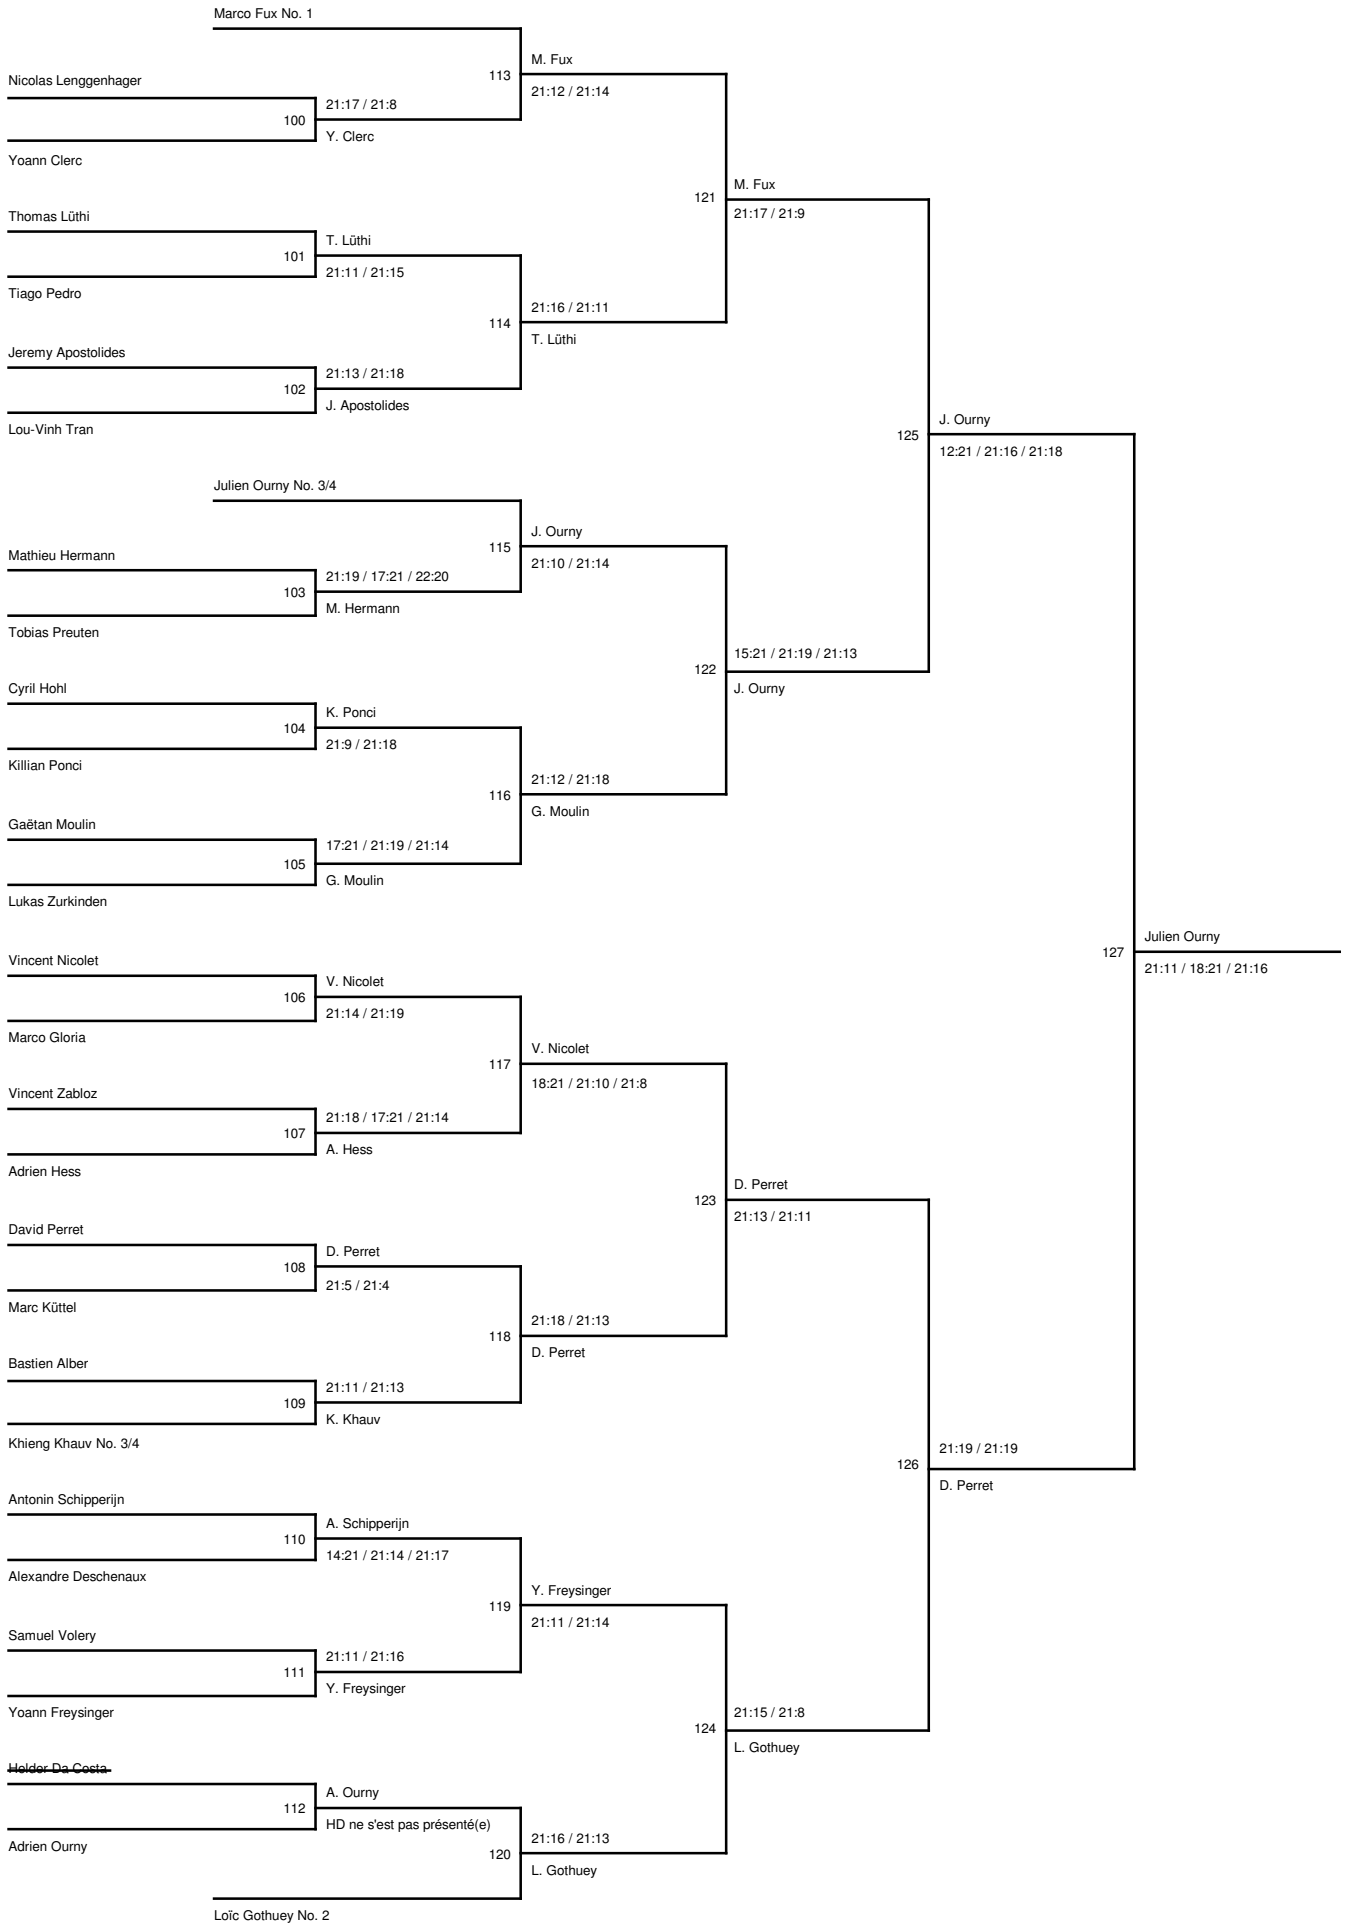 Marco Fux No. 1
M. Fux
113
Nicolas Lenggenhager
21:12 / 21:14
21:17 / 21:8
100
Y. Clerc
Yoann Clerc
M. Fux
121
21:17 / 21:9
Thomas Lüthi
T. Lüthi
101
21:11 / 21:15
Tiago Pedro
21:16 / 21:11
114
T. Lüthi
Jeremy Apostolides
21:13 / 21:18
102
J. Apostolides
Lou-Vinh Tran
J. Ourny
125
12:21 / 21:16 / 21:18
Julien Ourny No. 3/4
J. Ourny
115
Mathieu Hermann
21:10 / 21:14
21:19 / 17:21 / 22:20
103
M. Hermann
Tobias Preuten
15:21 / 21:19 / 21:13
122
J. Ourny
Cyril Hohl
K. Ponci
104
21:9 / 21:18
Killian Ponci
21:12 / 21:18
116
G. Moulin
Gaëtan Moulin
17:21 / 21:19 / 21:14
105
G. Moulin
Lukas Zurkinden
Julien Ourny
127
21:11 / 18:21 / 21:16
Vincent Nicolet
V. Nicolet
106
21:14 / 21:19
Marco Gloria
V. Nicolet
117
18:21 / 21:10 / 21:8
Vincent Zabloz
21:18 / 17:21 / 21:14
107
A. Hess
Adrien Hess
D. Perret
123
21:13 / 21:11
David Perret
D. Perret
108
21:5 / 21:4
Marc Küttel
21:18 / 21:13
118
D. Perret
Bastien Alber
21:11 / 21:13
109
K. Khauv
Khieng Khauv No. 3/4
21:19 / 21:19
126
D. Perret
Antonin Schipperijn
A. Schipperijn
110
14:21 / 21:14 / 21:17
Alexandre Deschenaux
Y. Freysinger
119
21:11 / 21:14
Samuel Volery
21:11 / 21:16
111
Y. Freysinger
Yoann Freysinger
21:15 / 21:8
124
L. Gothuey
Helder Da Costa
A. Ourny
112
HD ne s'est pas présenté(e)
Adrien Ourny
21:16 / 21:13
120
L. Gothuey
Loïc Gothuey No. 2